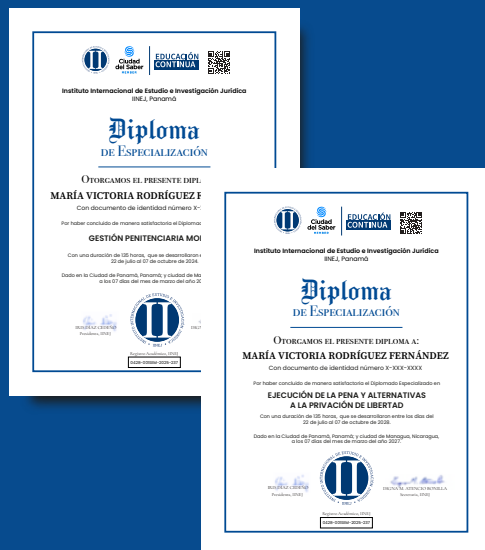 Ciudad
del Saber
MIEMBRO
EDUCACIÓN
CONTINUA
Instituto Internacional de Estudio e Investigación Jurídica
IINEJ, Panamá
Diploma
DE ESPECIALIZACIÓN
OTORGAMOS EL PRESENTE DIPL
MARÍA VICTORIA RODRÍGUEZ F
Con documento de identidad número X-
Por haber concluido de manera satisfactoria el Diplomad
GESTIÓN PENITENCIARIA MO
Con una duración de 135 horas, que se desarrollaron
22 de julio al 07 de octubre de 2024.
Dado en la Ciudad de Panamá, Panamá; y ciudad de Ma
a los 07 días del mes de marzo del año 20
Presidenta, IINEJ
Registro Académico, IINEJ
Ciudad
del Saber
MIEMBRO
EDUCACIÓN
CONTINUA
Instituto Internacional de Estudio e Investigación Jurídica
IINEJ, Panamá
Diploma
DE ESPECIALIZACIÓN
OTORGAMOS EL PRESENTE DIPLOMA A:
MARÍA VICTORIA RODRÍGUEZ FERNÁNDEZ
Con documento de identidad número X-XXX-XXXX
Por haber concluido de manera satisfactoria el Diplomado Especializado en
EJECUCIÓN DE LA PENA Y ALTERNATIVAS
A LA PRIVACIÓN DE LIBERTAD
Con una duración de 135 horas, que se desarrollaron entre los días del
22 de julio al 07 de octubre de 2028.
Dado en la Ciudad de Panamá, Panamá; y ciudad de Managua, Nicaragua,
a los 07 días del mes de marzo del año 2027.
Presidenta, IINEJ
Secretaria, IINEJ
Registro Académico, IINEJ